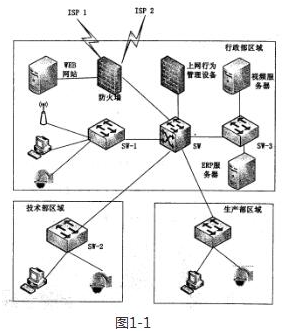 ISP 1
ISP 2
行政部区域
WEB
网站
防火墙
上网行为
管理设备
视频服
务器
SW-1
SW
SW-3
ERP服
务器
技术部区域
SW-2
生产部区域
图1-1